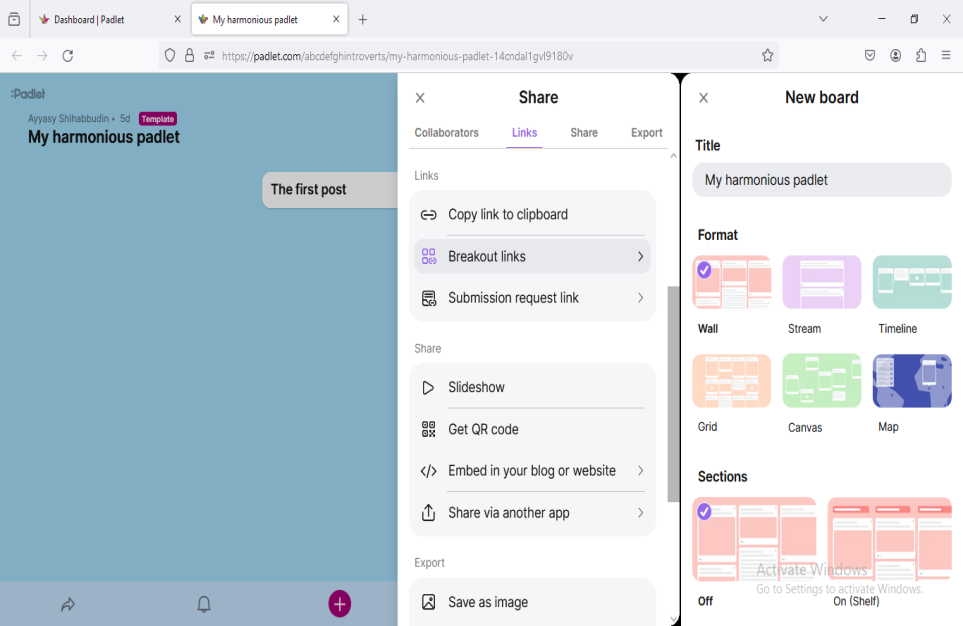 Dashboard | Padlet
My harmonious padlet
https://padlet.com/abcdefghintroverts/my-harmonious-padlet-14cndal1gvl9180v
:Padlet
Ayyasy Shihabbudin • 5d Template
My harmonious padlet
The first post
Share
Collaborators Links Share Export
Links
Copy link to clipboard
Breakout links
Submission request link
Share
Slideshow
Get QR code
Embed in your blog or website
Share via another app
Export
Save as image
New board
Title
My harmonious padlet
Format
Wall Stream Timeline
Grid Canvas Map
Sections
Off On (Shelf)
Activate Windows
Go to Settings to activate Windows.